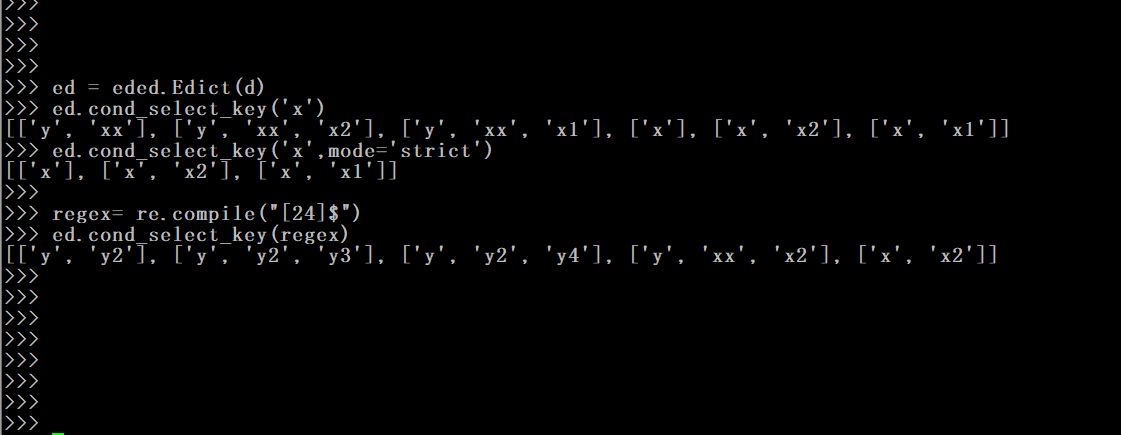 >>>
>>>
>>>
>>>
>>> ed = eded.Edict(d)
>>> ed.cond_select_key('x')
[['y', 'xx'], ['y', 'xx', 'x2'], ['y', 'xx', 'x1'], ['x'], ['x', 'x2'], ['x', 'x1']]
>>> ed.cond_select_key('x',mode='strict')
[['x'], ['x', 'x2'], ['x', 'x1']]
>>>
>>> regex= re.compile("[24]$")
>>> ed.cond_select_key(regex)
[['y', 'y2'], ['y', 'y2', 'y3'], ['y', 'y2', 'y4'], ['y', 'xx', 'x2'], ['x', 'x2']]
>>>
>>>
>>>
>>>
>>>
>>>
>>>
>>>